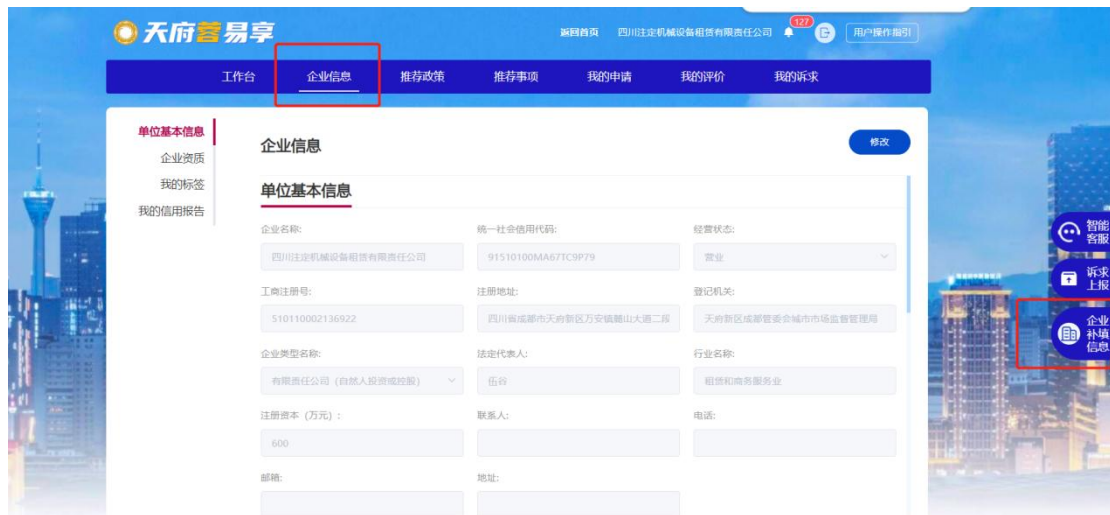 天府蓉易享
返回首页 四川注定机械设备租赁有限责任公司 127 用户操作指引
工作台 企业信息 推荐政策 推荐事项 我的申请 我的评价 我的诉求
单位基本信息
企业资质
我的标签
我的信用报告
企业信息 修改
单位基本信息
企业名称: 统一社会信用代码: 经营状态:
四川注定机械设备租赁有限责任公司 91510100MA67TC9P79 营业
工商注册号: 注册地址: 登记机关:
510110002136922 四川省成都市天府新区万安镇麓山大道二段 天府新区成都管委会城市市场监督管理局
企业类型名称: 法定代表人: 行业名称:
有限责任公司（自然人投资或控股） 伍谷 租赁和商务服务业
注册资本（万元）: 联系人: 电话:
600
邮箱: 地址:
智能
客服
诉求
上报
企业
补填
信息